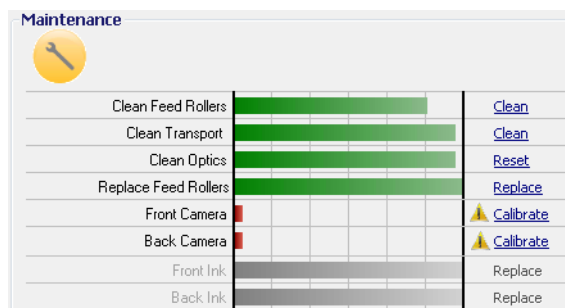 Maintenance
Clean Feed Rollers Clean
Clean Transport Clean
Clean Optics Reset
Replace Feed Rollers Replace
Front Camera Calibrate
Back Camera Calibrate
Front Ink Replace
Back Ink Replace